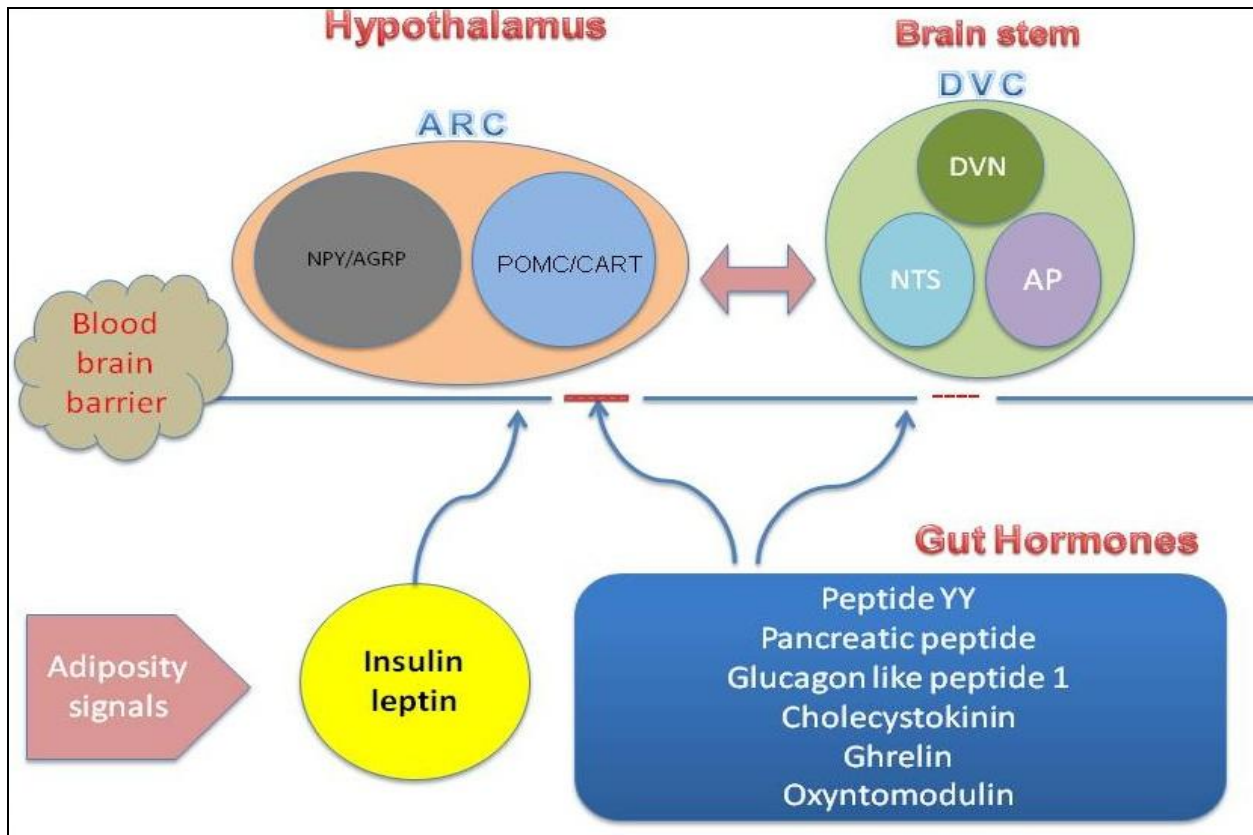 Hypothalamus
Brain stem
ARC
DVC
NPY/AGRP
POMC/CART
DVN
NTS
AP
Blood
brain
barrier
Adiposity
signals
Insulin
leptin
Gut Hormones
Peptide YY
Pancreatic peptide
Glucagon like peptide 1
Cholecystokinin
Ghrelin
Oxyntomodulin